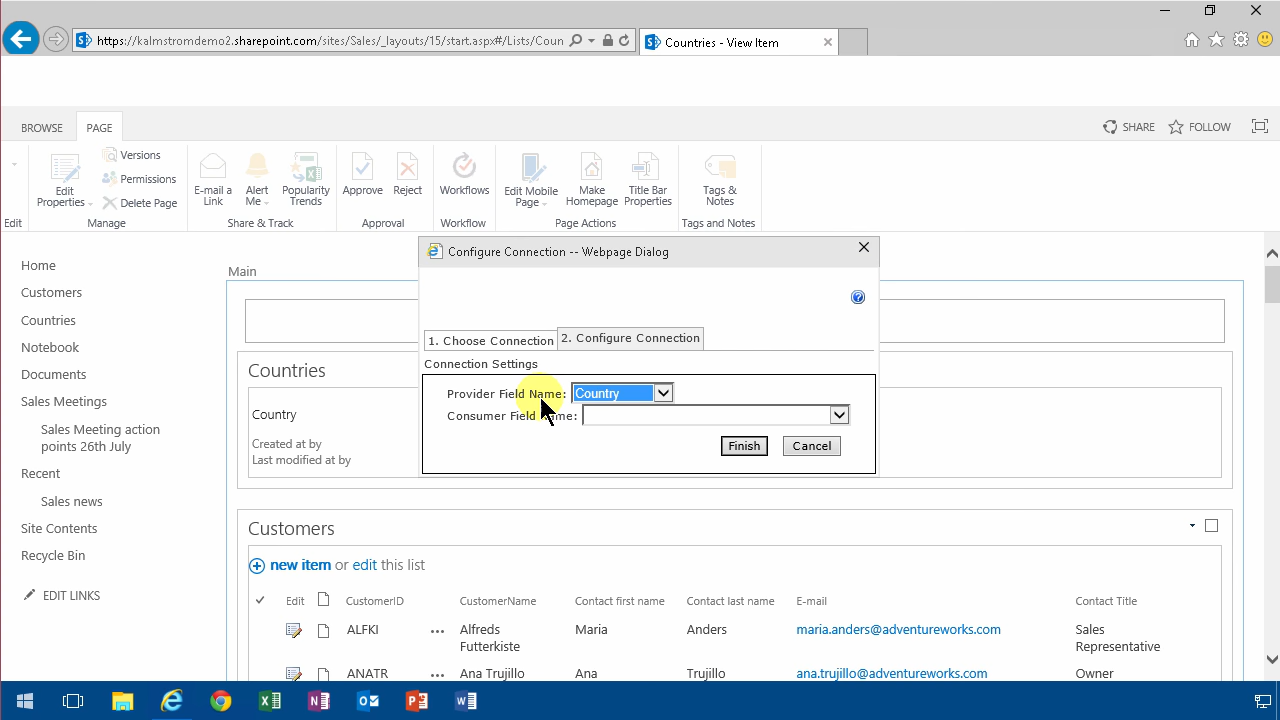 https://kalmstromdemo2.sharepoint.com/sites/Sales/_layouts/15/start.aspx#/Lists/Coun
Countries - View Item
BROWSE
PAGE
SHARE
FOLLOW
Edit
Edit Properties
Versions
Permissions
Delete Page
Manage
E-mail a Link
Alert Me
Popularity Trends
Share & Track
Approve
Reject
Approval
Workflows
Workflow
Edit Mobile Page
Make Homepage
Title Bar Properties
Page Actions
Tags & Notes
Tags and Notes
Home
Customers
Countries
Notebook
Documents
Sales Meetings
Sales Meeting action
points 26th July
Recent
Sales news
Site Contents
Recycle Bin
EDIT LINKS
Main
Countries
Country
Created at by
Last modified at by
Configure Connection -- Webpage Dialog
1. Choose Connection
2. Configure Connection
Connection Settings
Provider Field Name: Country
Consumer Field Name:
Finish
Cancel
Customers
new item or edit this list
Edit CustomerID CustomerName Contact first name Contact last name E-mail Contact Title
ALFKI ... Alfreds Futterkiste Maria Anders maria.anders@adventureworks.com Sales Representative
ANATR ... Ana Trujillo Ana Trujillo ana.trujillo@adventureworks.com Owner